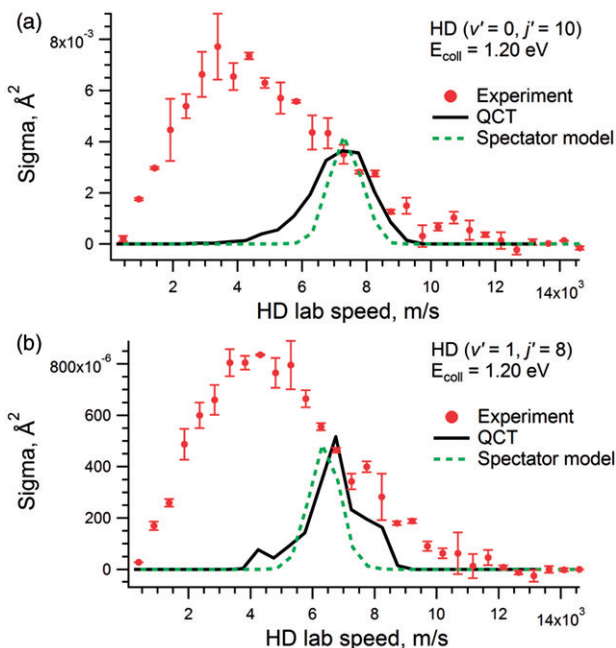 (a)
HD (v' = 0, j' = 10)
E_coll = 1.20 eV
Experiment
QCT
Spectator model
Sigma, Å²
8x10⁻³
6
4
2
0
2 4 6 8 10 12 14x10³
HD lab speed, m/s
(b)
HD (v' = 1, j' = 8)
E_coll = 1.20 eV
Experiment
QCT
Spectator model
Sigma, Å²
800x10⁻⁶
600
400
200
0
2 4 6 8 10 12 14x10³
HD lab speed, m/s